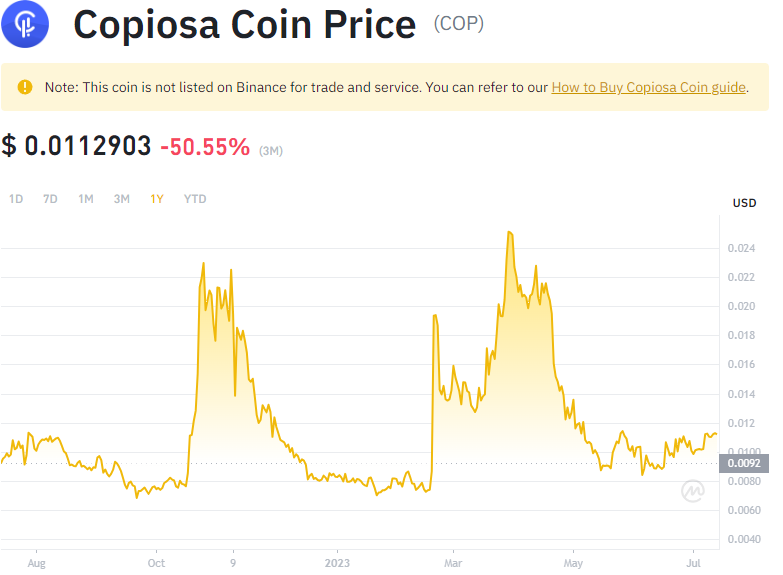 Copiosa Coin Price (COP)
Note: This coin is not listed on Binance for trade and service. You can refer to our How to Buy Copiosa Coin guide.
$ 0.0112903 -50.55% (3M)
1D 7D 1M 3M 1Y YTD
USD
0.024
0.022
0.020
0.018
0.016
0.014
0.012
0.0100
0.0092
0.0080
0.0060
0.0040
Aug Oct 9 2023 Mar May Jul